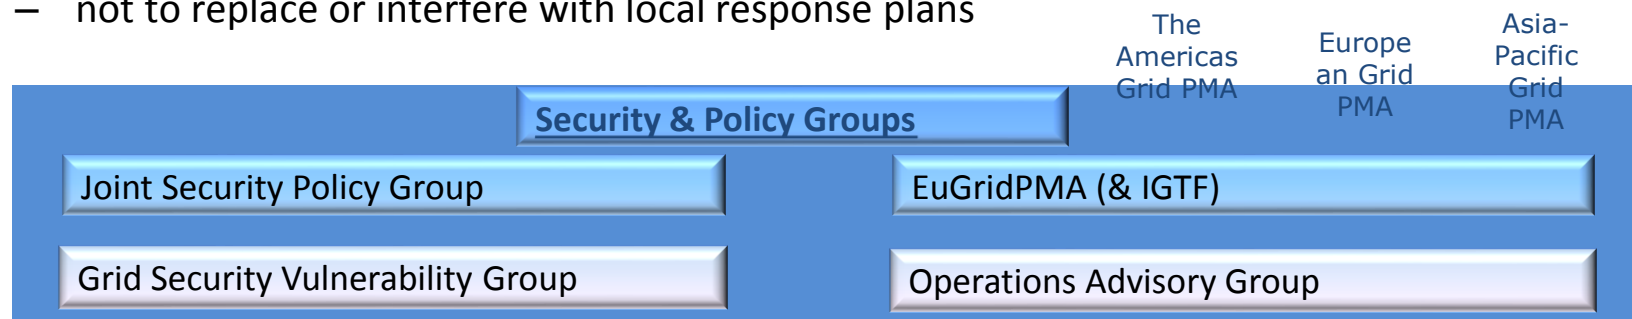 – not to replace or interfere with local response plans
The
Americas
Grid PMA
Europe
an Grid
PMA
Asia-
Pacific
Grid
PMA
Security & Policy Groups
Joint Security Policy Group
EuGridPMA (& IGTF)
Grid Security Vulnerability Group
Operations Advisory Group